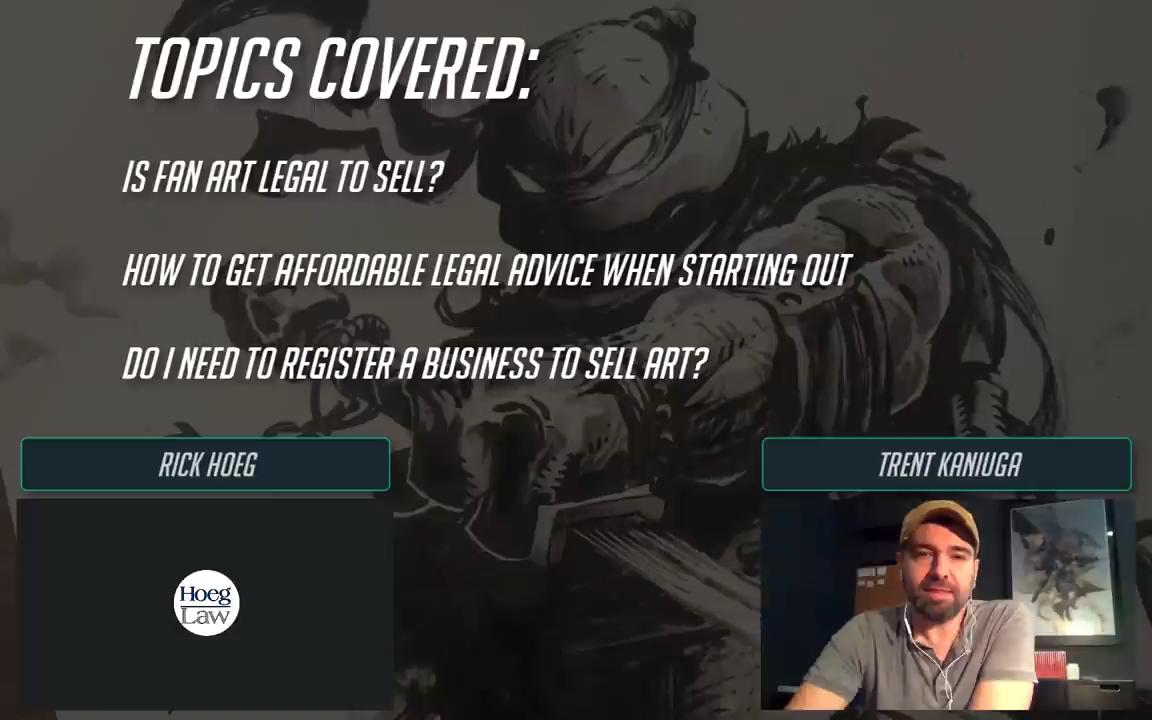 TOPICS COVERED:
IS FAN ART LEGAL TO SELL?
HOW TO GET AFFORDABLE LEGAL ADVICE WHEN STARTING OUT
DO I NEED TO REGISTER A BUSINESS TO SELL ART?
RICK HOEG
TRENT KANIUGA
Hoeg
Law